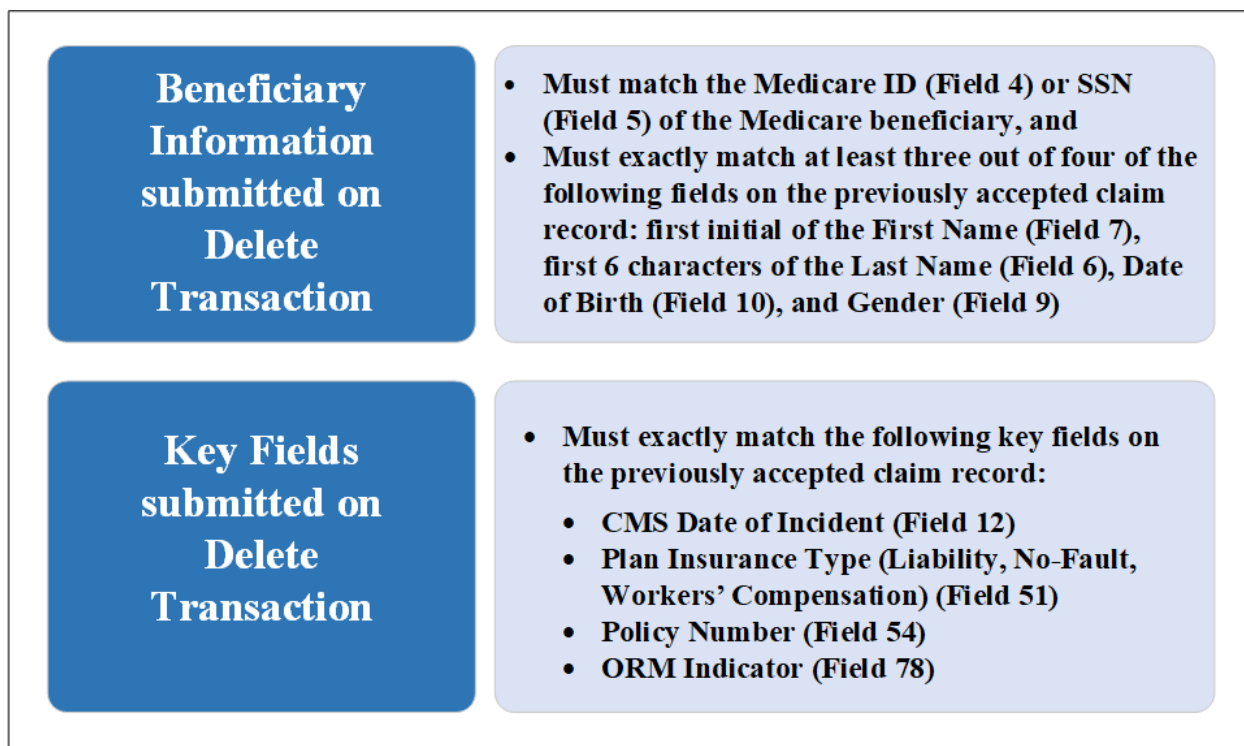 Beneficiary
Information
submitted on
Delete
Transaction
• Must match the Medicare ID (Field 4) or SSN
(Field 5) of the Medicare beneficiary, and
• Must exactly match at least three out of four of the
following fields on the previously accepted claim
record: first initial of the First Name (Field 7),
first 6 characters of the Last Name (Field 6), Date
of Birth (Field 10), and Gender (Field 9)
Key Fields
submitted on
Delete
Transaction
• Must exactly match the following key fields on
the previously accepted claim record:
• CMS Date of Incident (Field 12)
• Plan Insurance Type (Liability, No-Fault,
Workers’ Compensation) (Field 51)
• Policy Number (Field 54)
• ORM Indicator (Field 78)